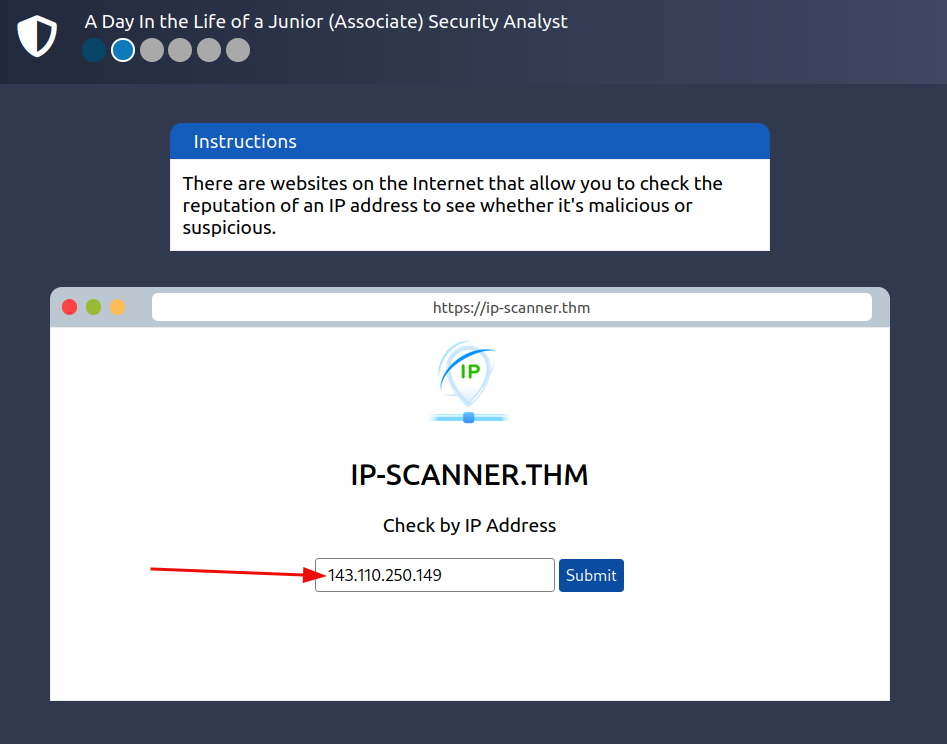 A Day In the Life of a Junior (Associate) Security Analyst
Instructions
There are websites on the Internet that allow you to check the
reputation of an IP address to see whether it's malicious or
suspicious.
https://ip-scanner.thm
IP
IP-SCANNER.THM
Check by IP Address
143.110.250.149
Submit